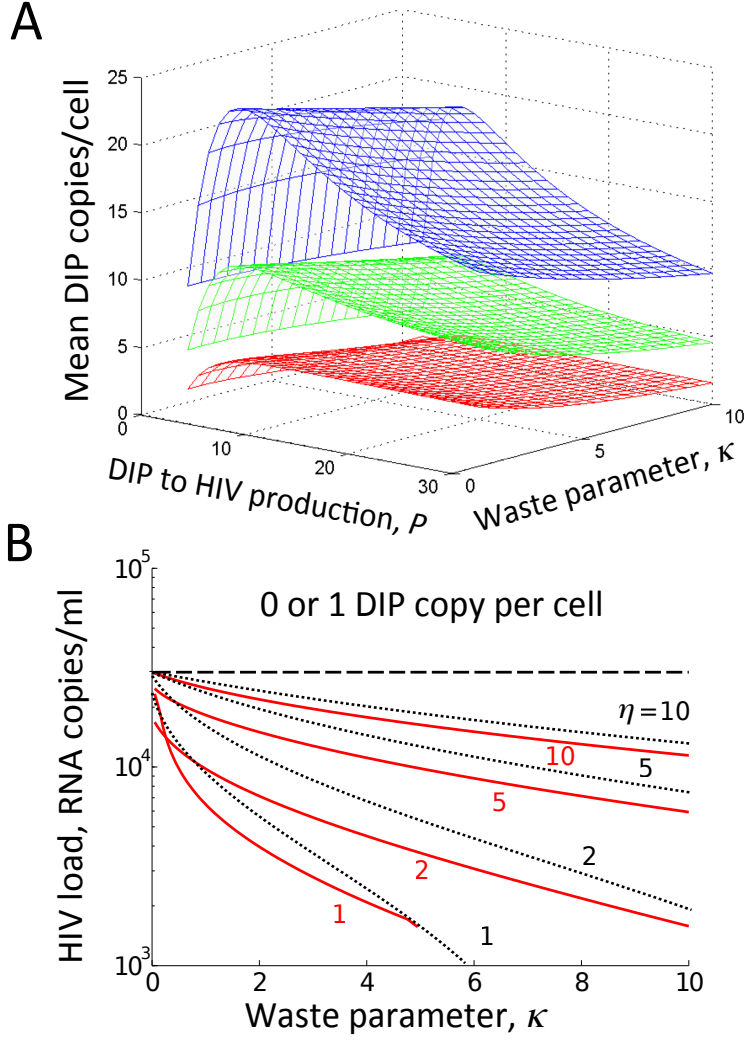 A
Mean DIP copies/cell
25
20
15
10
5
0
0
10
20
30
DIP to HIV production, P
0
5
10
Waste parameter, κ
B
HIV load, RNA copies/ml
10^5
10^4
10^3
0 or 1 DIP copy per cell
η=10
10
5
5
2
2
1
1
0 2 4 6 8 10
Waste parameter, κ